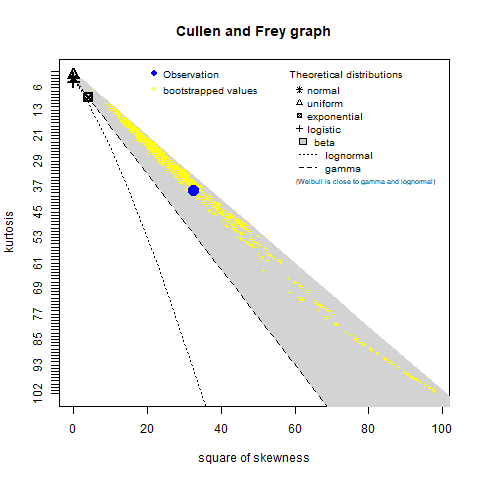 Cullen and Frey graph
Observation
bootstrapped values
Theoretical distributions
normal
uniform
exponential
logistic
beta
lognormal
gamma
(Weibull is close to gamma and lognormal)
kurtosis
6
13
21
29
37
45
53
61
69
77
85
93
102
0
20
40
60
80
100
square of skewness